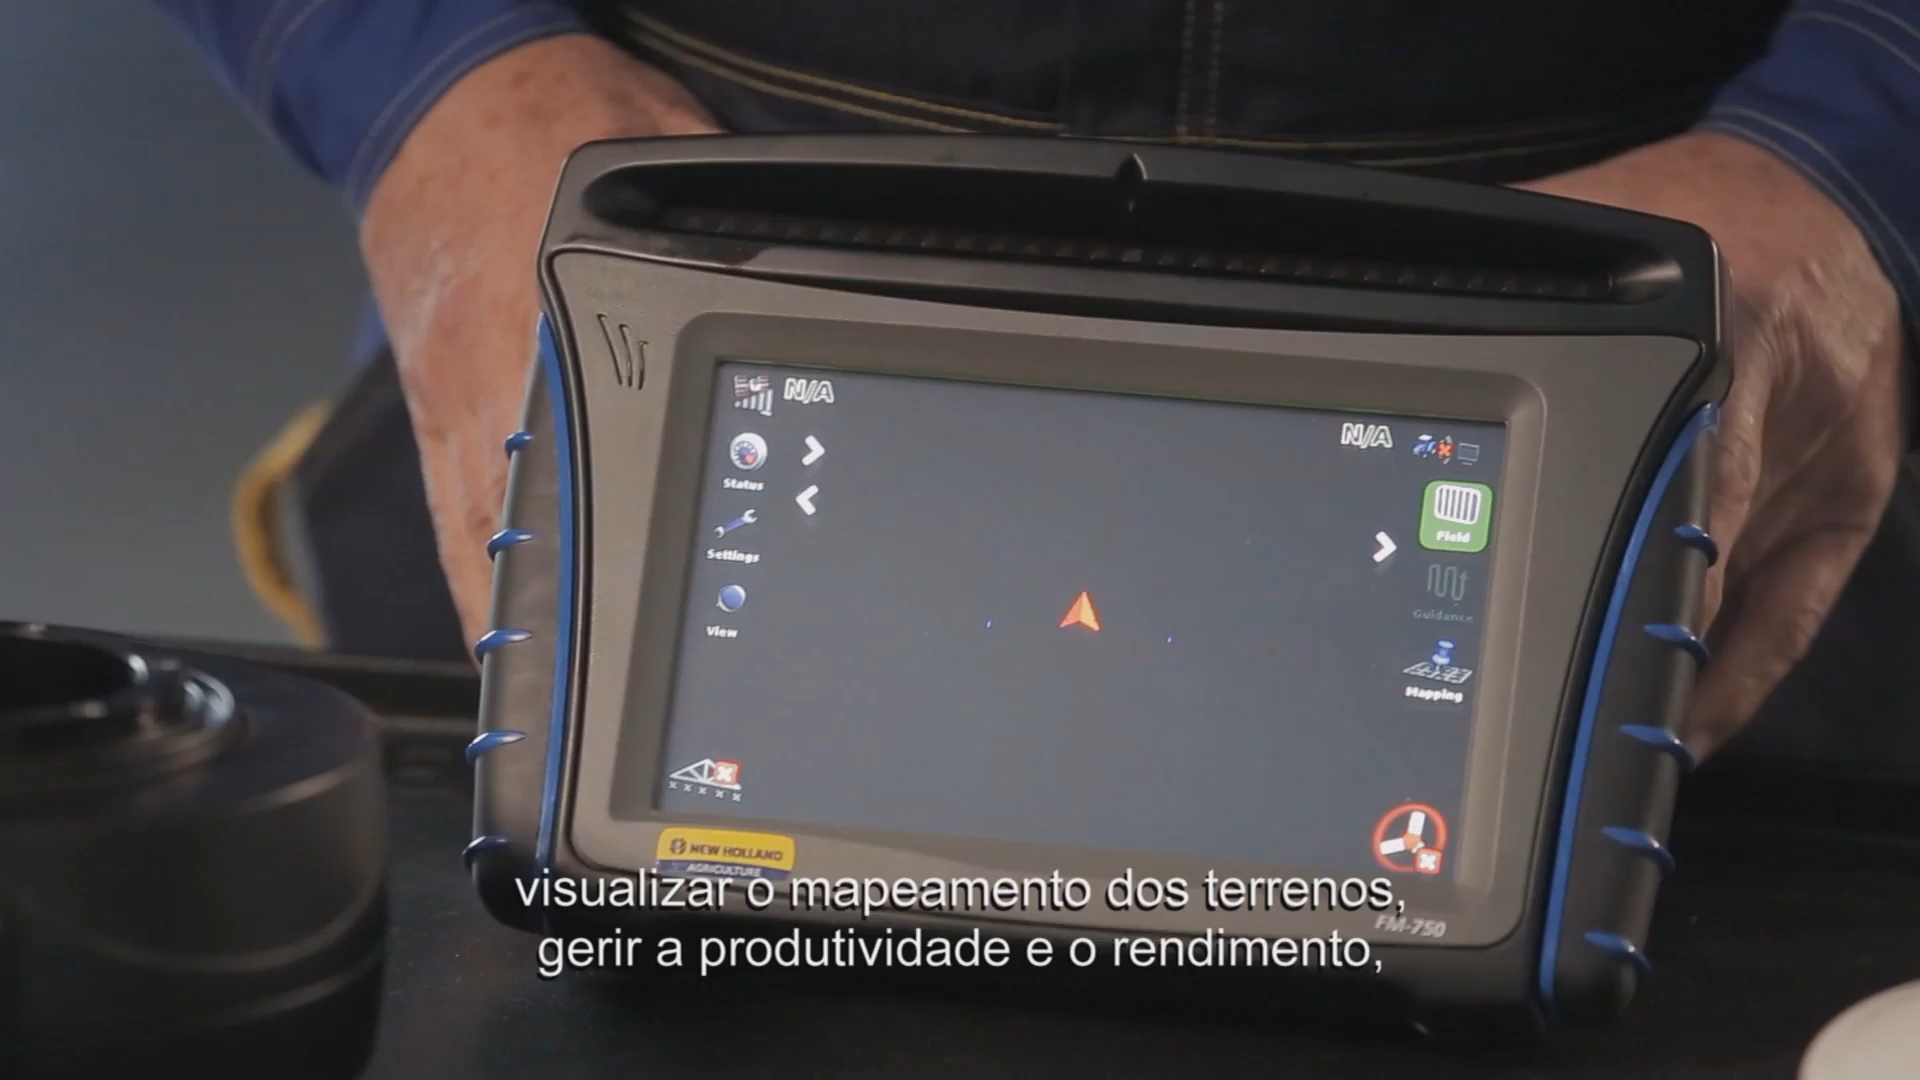 N/A
N/A
Status
Settings
View
Field
Guidance
Mapping
NEW HOLLAND
AGRICULTURE
FM-750
visualizar o mapeamento dos terrenos,
gerir a produtividade e o rendimento,